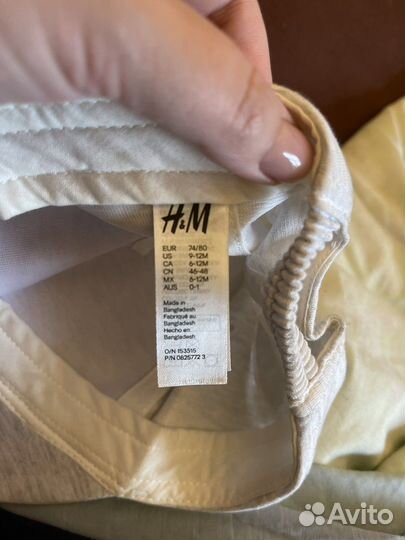 H&M
EUR 74/80
US 9-12M
CA 6-12M
CN 46-48
MX 6-12M
AUS 0-1
Made in
Bangladesh
Fabriqué au
Bangladesh
Hecho en
Bangladesh
O/N 153515
P/N 0625772 3
Avito